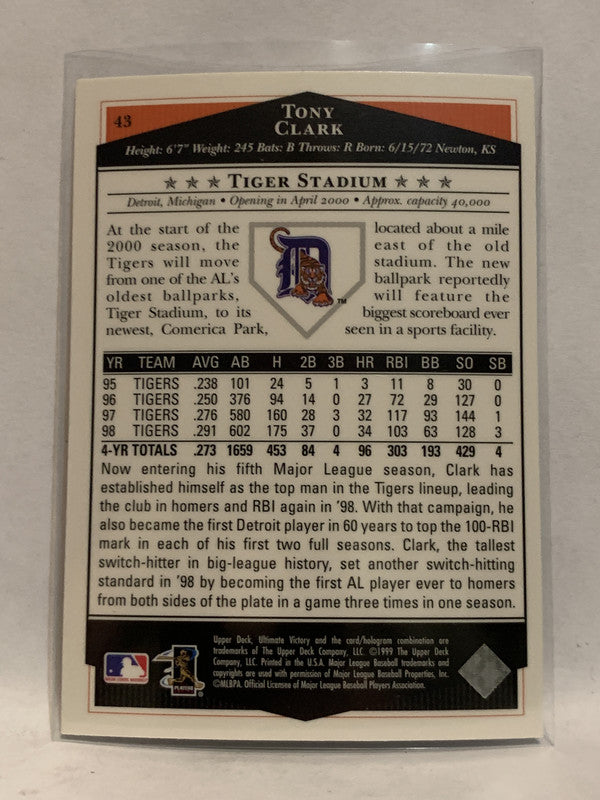 43
TONY
CLARK
Height: 6'7" Weight: 245 Bats: B Throws: R Born: 6/15/72 Newton, KS
★ ★ ★ TIGER STADIUM ★ ★ ★
Detroit, Michigan • Opening in April 2000 • Approx. capacity 40,000
At the start of the
2000 season, the
Tigers will move
from one of the AL's
oldest ballparks,
Tiger Stadium, to its
newest, Comerica Park,
D
TM
located about a mile
east of the old
stadium. The new
ballpark reportedly
will feature the
biggest scoreboard ever
seen in a sports facility.
YR TEAM AVG AB H 2B 3B HR RBI BB SO SB
95 TIGERS .238 101 24 5 1 3 11 8 30 0
96 TIGERS .250 376 94 14 0 27 72 29 127 0
97 TIGERS .276 580 160 28 3 32 117 93 144 1
98 TIGERS .291 602 175 37 0 34 103 63 128 3
4-YR TOTALS .273 1659 453 84 4 96 303 193 429 4
Now entering his fifth Major League season, Clark has
established himself as the top man in the Tigers lineup, leading
the club in homers and RBI again in '98. With that campaign, he
also became the first Detroit player in 60 years to top the 100-RBI
mark in each of his first two full seasons. Clark, the tallest
switch-hitter in big-league history, set another switch-hitting
standard in '98 by becoming the first AL player ever to homers
from both sides of the plate in a game three times in one season.
Upper Deck, Ultimate Victory and the card/hologram combination are
trademarks of The Upper Deck Company, LLC. ©1999 The Upper Deck
Company, LLC. Printed in the U.S.A. Major League Baseball trademarks and
copyrights are used with permission of Major League Baseball Properties, Inc.
©MLBPA. Official Licensee of Major League Baseball Players Association.
PLAYERS